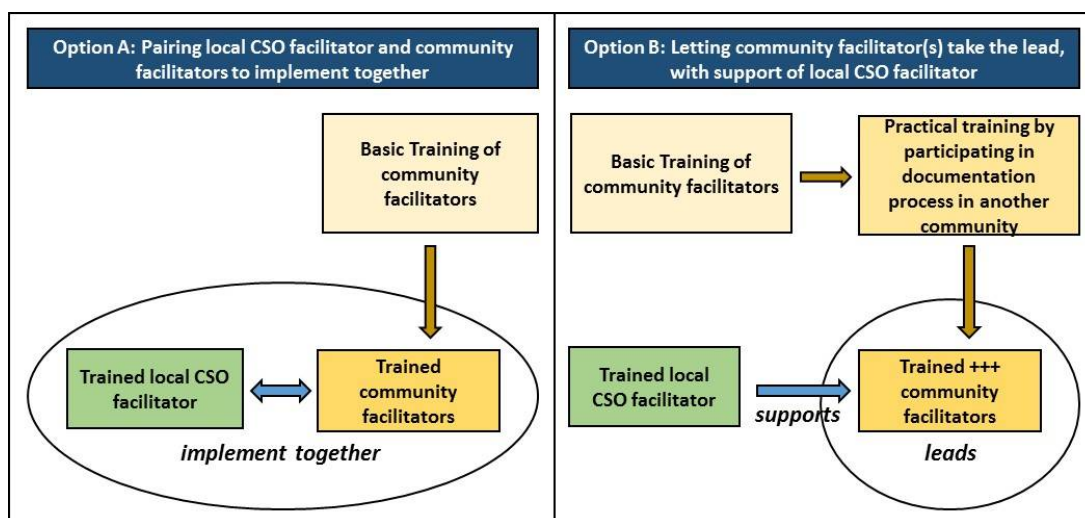 Option A: Pairing local CSO facilitator and community
facilitators to implement together
Basic Training of
community
facilitators
Trained local CSO
facilitator
Trained
community
facilitators
implement together
Option B: Letting community facilitator(s) take the lead,
with support of local CSO facilitator
Basic Training of
community facilitators
Practical training by
participating in
documentation
process in another
community
Trained local
CSO facilitator
supports
Trained +++
community
facilitators
leads